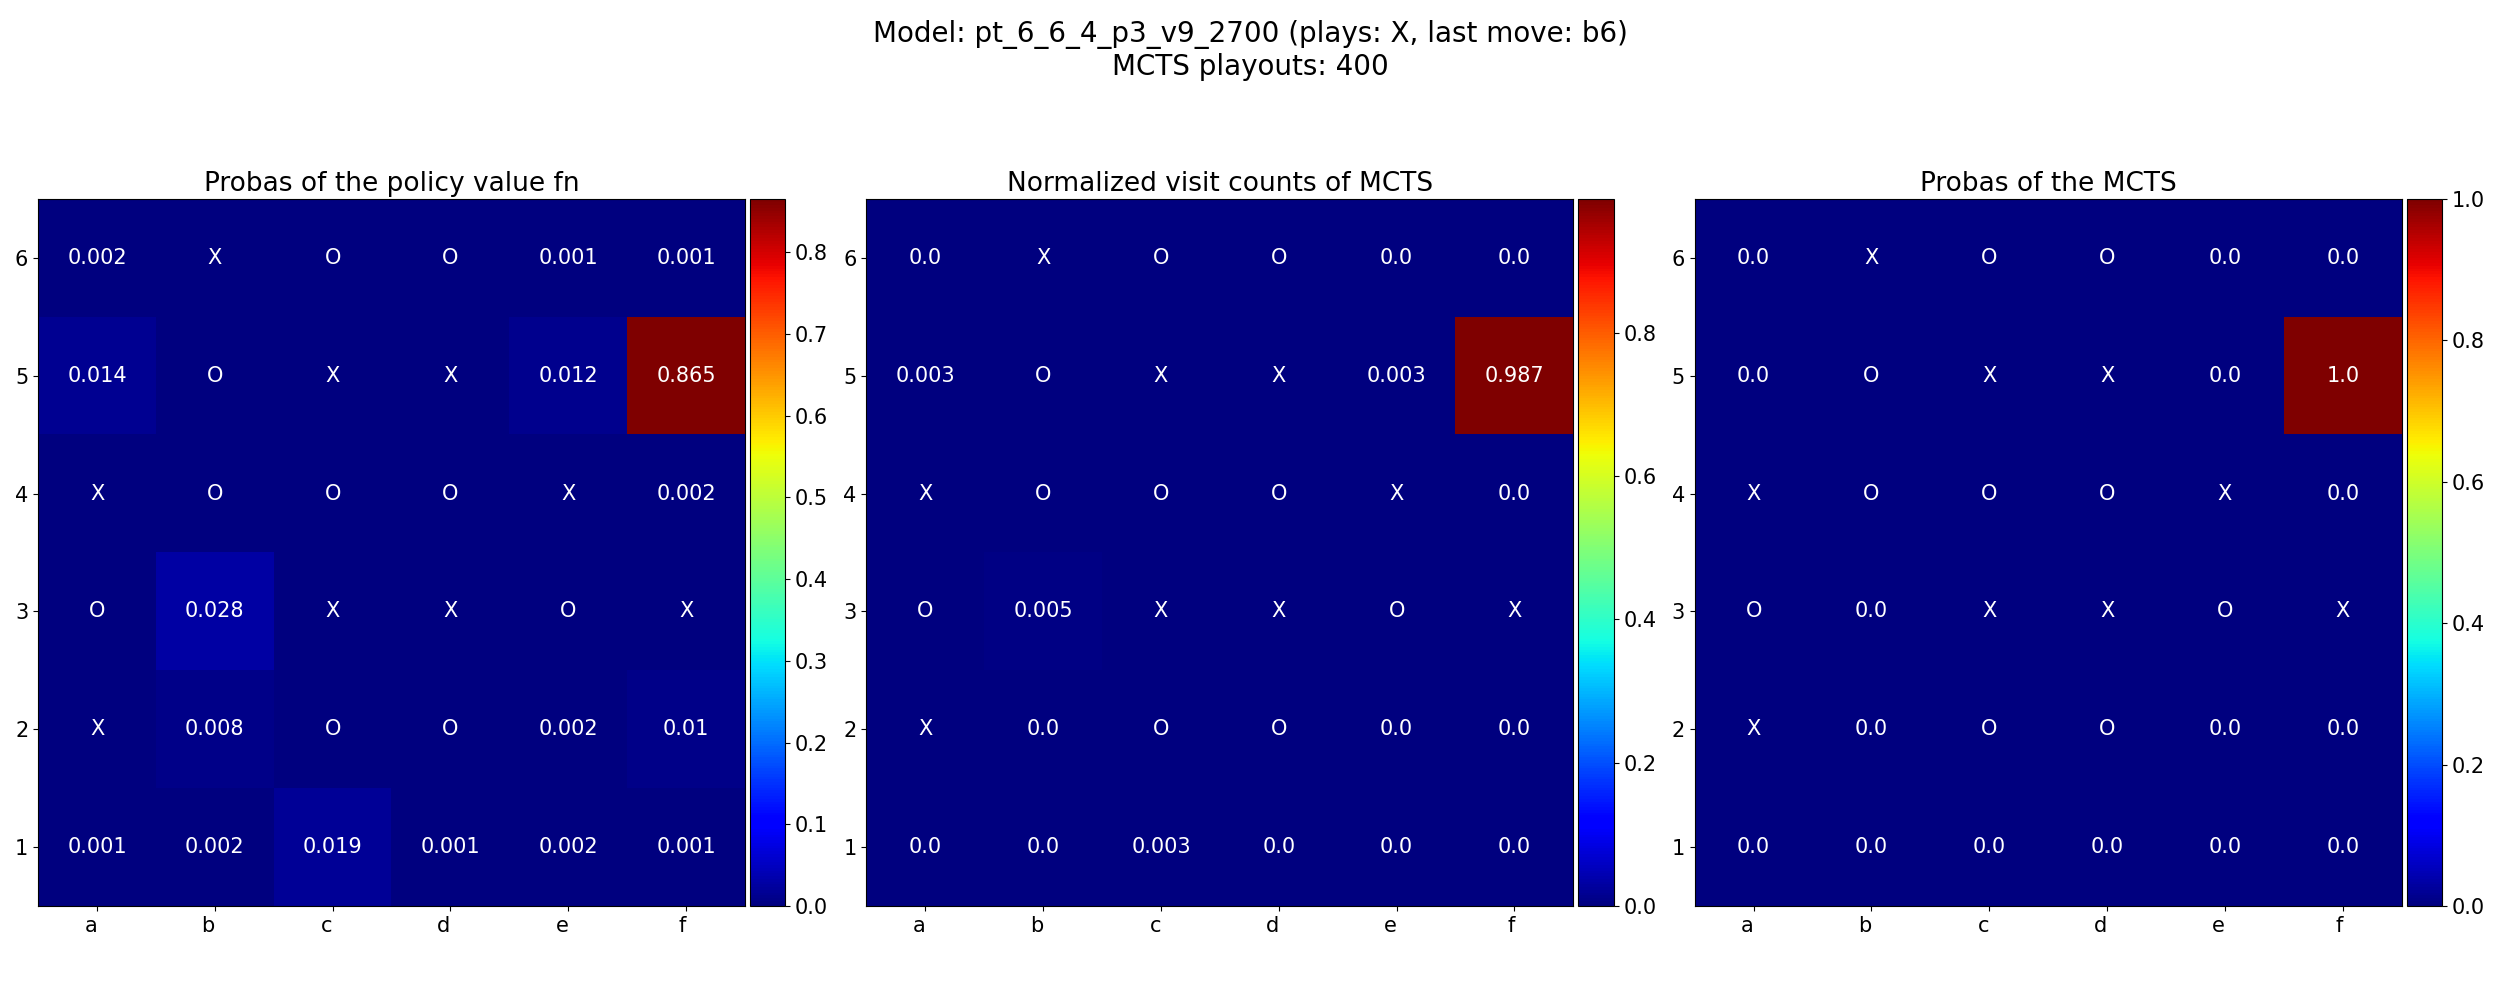 Model: pt_6_6_4_p3_v9_2700 (plays: X, last move: b6)
MCTS playouts: 400
Probas of the policy value fn
6 0.002 X O O 0.001 0.001
5 0.014 O X X 0.012 0.865
4 X O O O X 0.002
3 O 0.028 X X O X
2 X 0.008 O O 0.002 0.01
1 0.001 0.002 0.019 0.001 0.002 0.001
a b c d e f
0.8
0.7
0.6
0.5
0.4
0.3
0.2
0.1
0.0
Normalized visit counts of MCTS
6 0.0 X O O 0.0 0.0
5 0.003 O X X 0.003 0.987
4 X O O O X 0.0
3 O 0.005 X X O X
2 X 0.0 O O 0.0 0.0
1 0.0 0.0 0.003 0.0 0.0 0.0
a b c d e f
0.8
0.6
0.4
0.2
0.0
Probas of the MCTS
6 0.0 X O O 0.0 0.0
5 0.0 O X X 0.0 1.0
4 X O O O X 0.0
3 O 0.0 X X O X
2 X 0.0 O O 0.0 0.0
1 0.0 0.0 0.0 0.0 0.0 0.0
a b c d e f
1.0
0.8
0.6
0.4
0.2
0.0